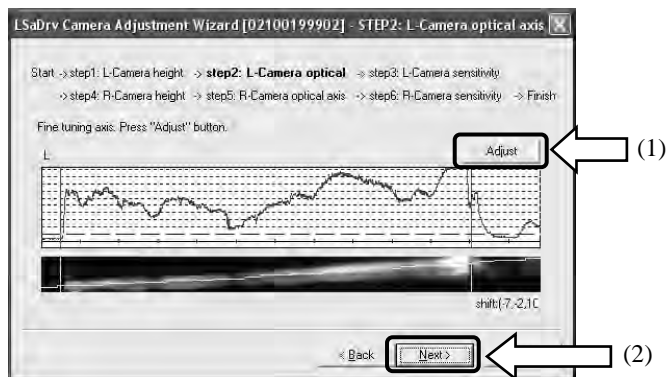 LSaDrv Camera Adjustment Wizard [02100199902] - STEP2: L-Camera optical axis
Start -> step1: L-Camera height -> step2: L-Camera optical -> step3: L-Camera sensitivity
-> step4: R-Camera height -> step5: R-Camera optical axis -> step6: R-Camera sensitivity -> Finish
Fine tuning axis. Press "Adjust" button.
L
Adjust
(1)
shift:(-7,-2,10
< Back
Next >
(2)